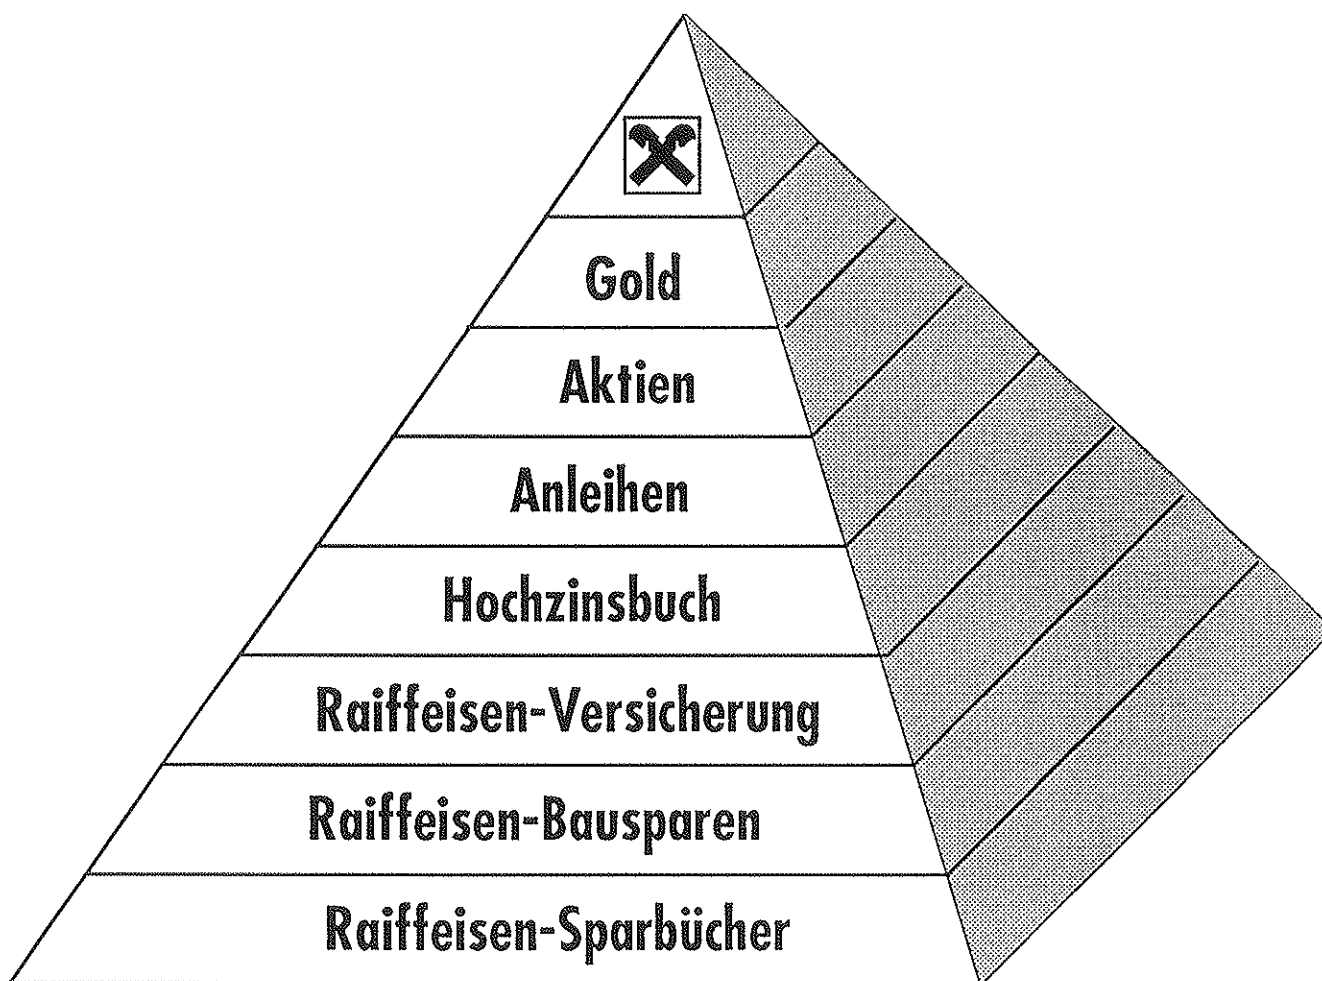 Gold
Aktien
Anleihen
Hochzinsbuch
Raiffeisen-Versicherung
Raiffeisen-Bausparen
Raiffeisen-Sparbücher